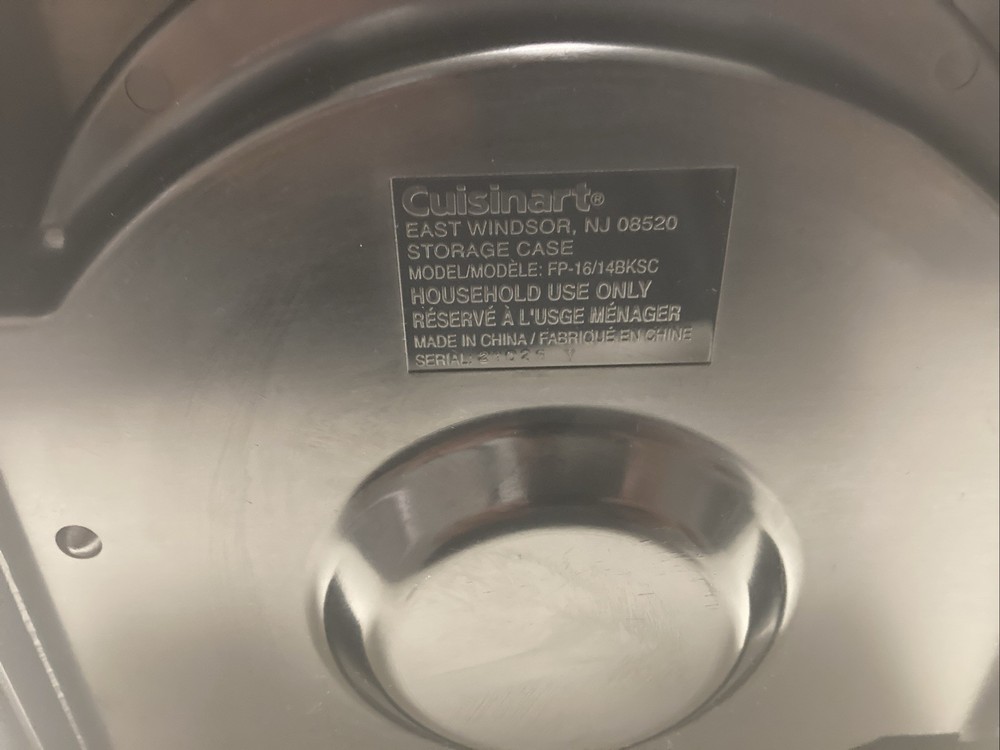 Cuisinart®
EAST WINDSOR, NJ 08520
STORAGE CASE
MODEL/MODÈLE: FP-16/14BKSC
HOUSEHOLD USE ONLY
RÉSERVÉ À L'USGE MÉNAGER
MADE IN CHINA / FABRIQUÉ EN CHINE
SERIAL: